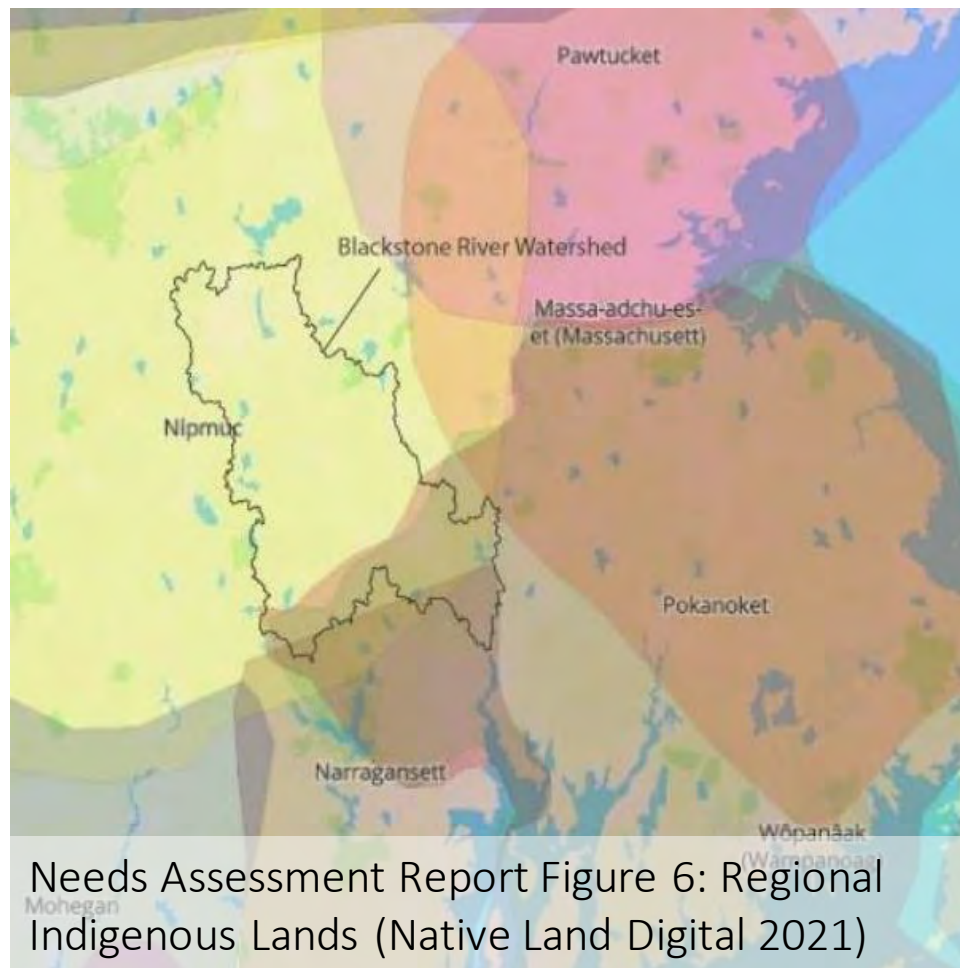 Pawtucket
Blackstone River Watershed
Massa-adchu-es-
et (Massachusett)
Nipmuc
Pokanoket
Narragansett
Wôpanâak
(Wampanoag)
Mohegan
Needs Assessment Report Figure 6: Regional
Indigenous Lands (Native Land Digital 2021)